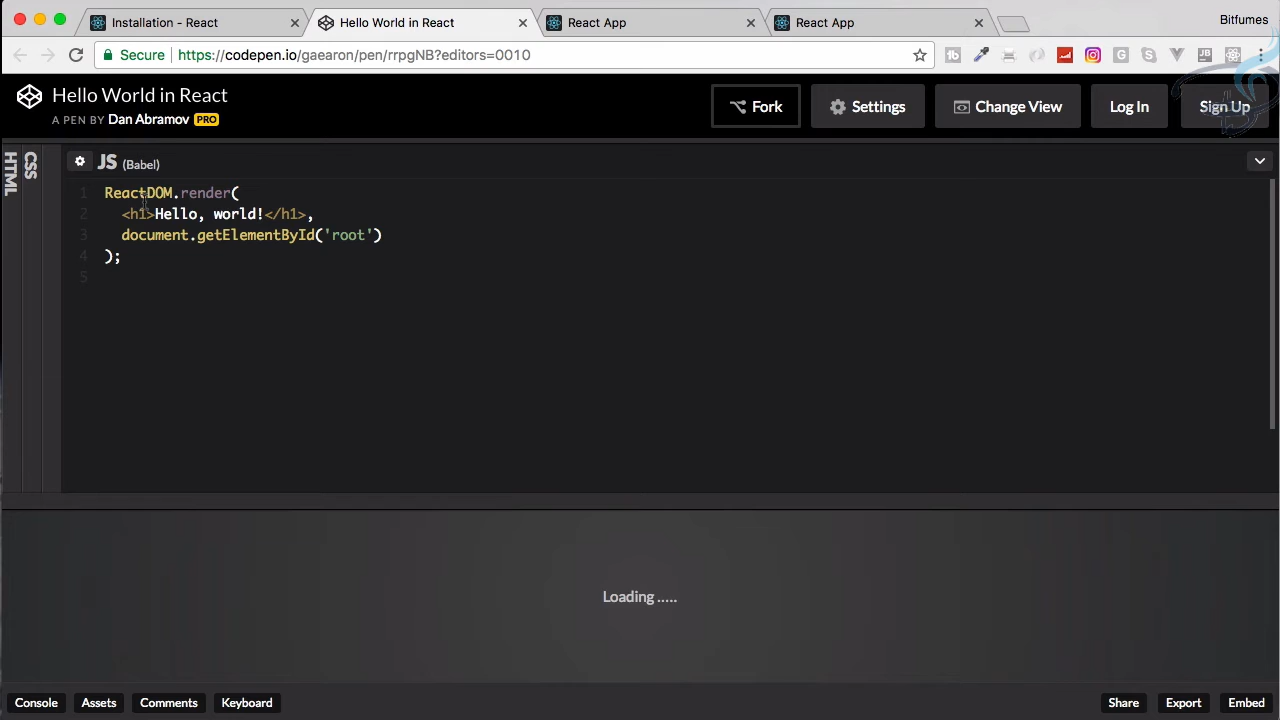 Installation - React
Hello World in React
React App
React App
Bitfumes
Secure
https://codepen.io/gaearon/pen/rrpgNB?editors=0010
Hello World in React
A PEN BY Dan Abramov PRO
Fork
Settings
Change View
Log In
Sign Up
HTML
CSS
JS (Babel)
1 ReactDOM.render(
2 <h1>Hello, world!</h1>,
3 document.getElementById('root')
4 );
5
Loading .....
Console
Assets
Comments
Keyboard
Share
Export
Embed